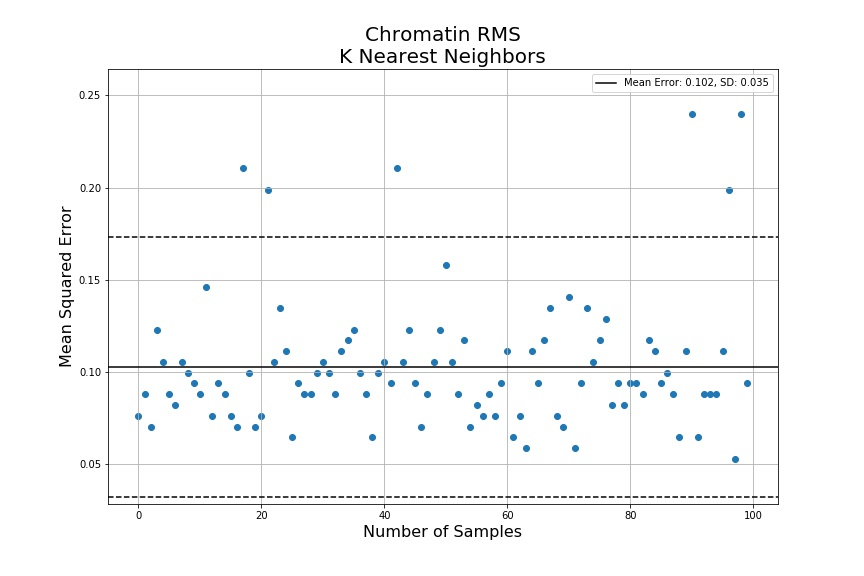 Chromatin RMS
K Nearest Neighbors
Mean Error: 0.102, SD: 0.035
0.25
0.20
0.15
0.10
0.05
Mean Squared Error
0 20 40 60 80 100
Number of Samples